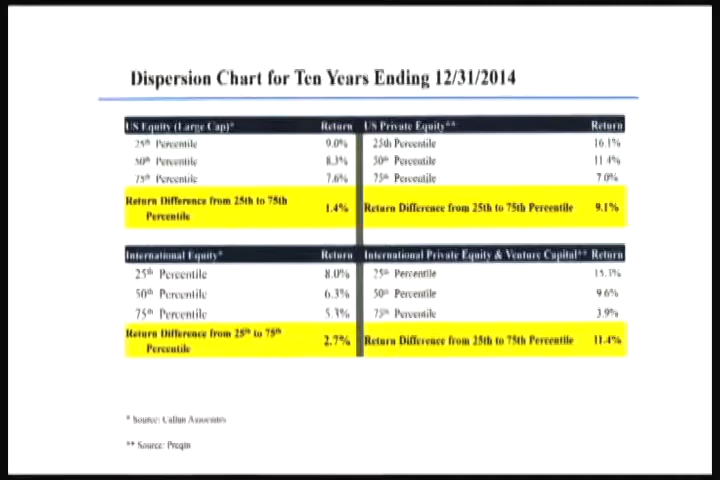 Dispersion Chart for Ten Years Ending 12/31/2014
US Equity (Large Cap)* Return
25th Percentile 9.0%
50th Percentile 8.3%
75th Percentile 7.6%
Return Difference from 25th to 75th
Percentile 1.4%
US Private Equity** Return
25th Percentile 16.1%
50th Percentile 11.4%
75th Percentile 7.0%
Return Difference from 25th to 75th Percentile 9.1%
International Equity* Return
25th Percentile 8.0%
50th Percentile 6.3%
75th Percentile 5.3%
Return Difference from 25th to 75th
Percentile 2.7%
International Private Equity & Venture Capital** Return
25th Percentile 15.3%
50th Percentile 9.6%
75th Percentile 3.9%
Return Difference from 25th to 75th Percentile 11.4%
* Source: Callan Associates
** Source: Preqin